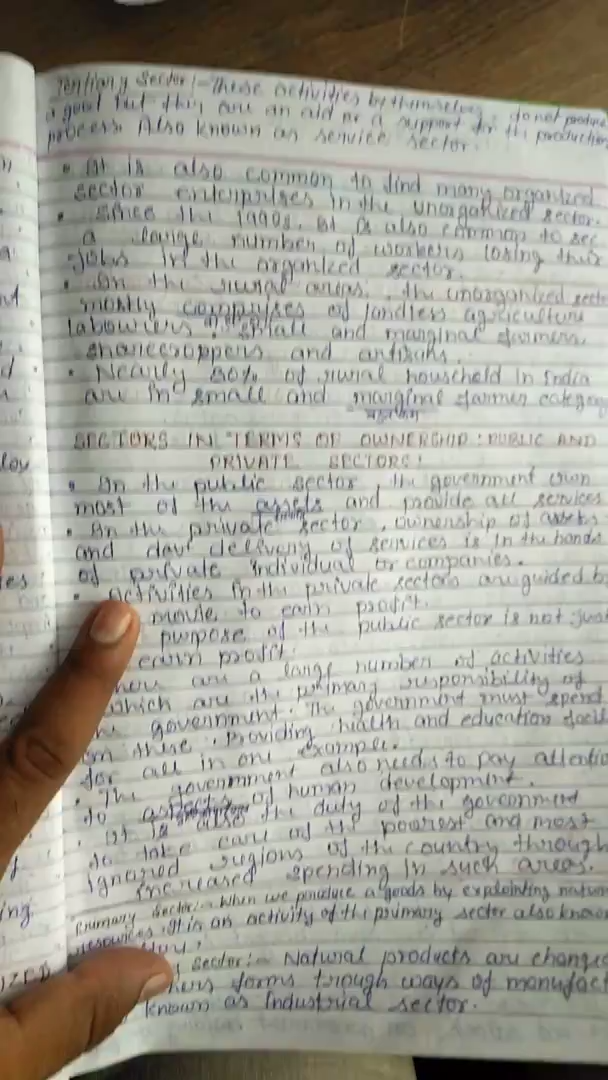 Tertiary Sector :- These activities by themselves do not produce
a good but they are an aid or a support for the production
process. Also known as service sector.
• It is also common to find many organized
sector enterprises in the unorganized sector.
• Since the 1990s, it is also common to see
a large number of workers losing their
jobs in the organized sector.
• In the rural areas, the unorganized secto
mostly comprises of landless agriculture
labourers, small and marginal farmers,
sharecroppers and artisans.
• Nearly 80% of rural household in India
are in small and marginal farmer category
SECTORS IN TERMS OF OWNERSHIP : PUBLIC AND
PRIVATE SECTORS :
• In the public sector, the government own
most of the assets and provide all services
• In the private sector, ownership of assets
and delivery of services is in the hands
of private individual or companies.
• Activities in the private sectors are guided by
motive to earn profit.
purpose of the public sector is not just
earn profit.
are a large number of activities
which are the primary responsibility of
the government. The government must spend
on these. Providing health and education facili
for all in one example.
• The government also needs to pay attentio
to aspects of human development.
• It is also the duty of the government
to take care of the poorest and most
ignored regions of the country through
increased spending in such areas.
Primary Sector :- When we produce a goods by exploiting natural
resources. It is an activity of the primary sector also known
sector :- Natural products are changed
forms trough ways of manufact
known as Industrial sector.